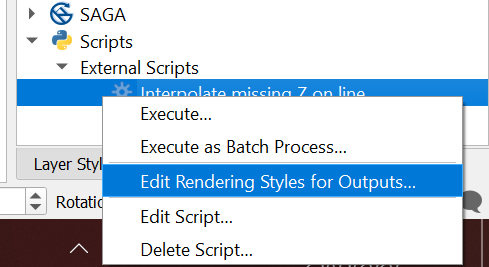 SAGA
Scripts
External Scripts
Interpolate missing Z on line
Execute...
Execute as Batch Process...
Layer Styl
Edit Rendering Styles for Outputs...
Rotatio
Edit Script...
Delete Script...